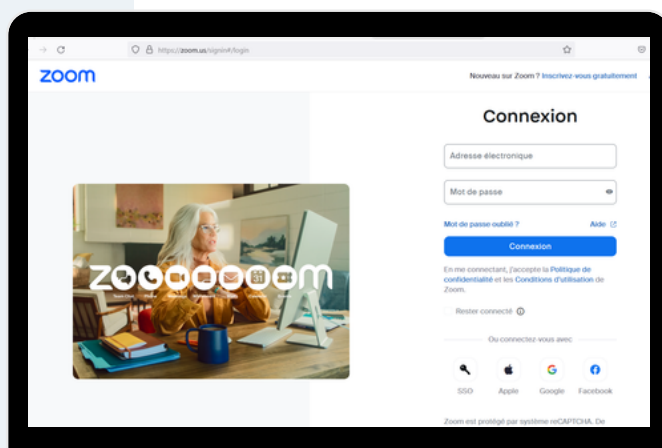 https://zoom.us/signin#/login
zoom
Nouveau sur Zoom ? Inscrivez-vous gratuitement
Connexion
Adresse électronique
Mot de passe
Mot de passe oublié ?
Aide
Connexion
En me connectant, j'accepte la Politique de
confidentialité et les Conditions d'utilisation de
Zoom.
Rester connecté
Ou connectez-vous avec
SSO
Apple
Google
Facebook
Zoom est protégé par système reCAPTCHA. De
ZOOOOOOOM